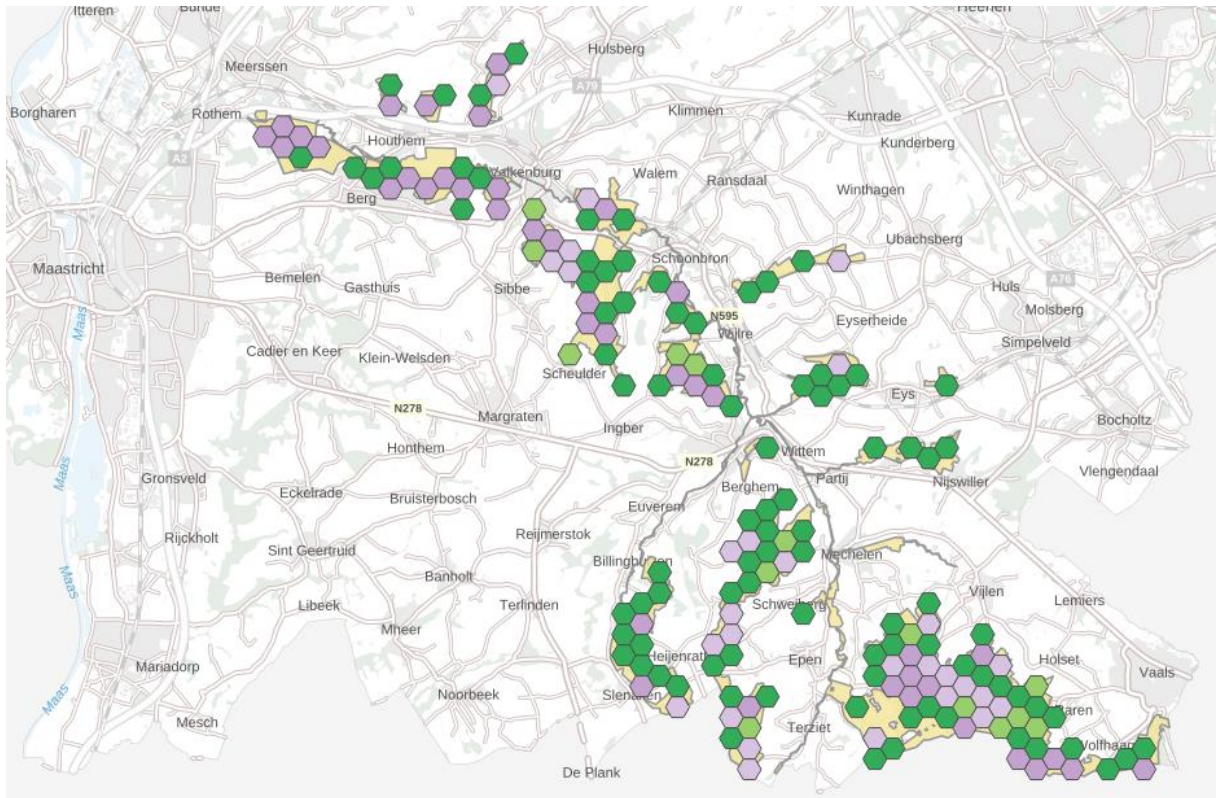 Itteren
Bunde
Heerlen
Hulsberg
Meerssen
A79
Borgharen
Rothem
Klimmen
Kunrade
Houthem
Kunderberg
A2
Valkenburg
Walem
Ransdaal
Winthagen
Berg
Ubachsberg
Maastricht
Schoonbron
Bemelen
Gasthuis
Sibbe
A76
Huls
Molsberg
Maas
N595
Eyserheide
Wijlre
Simpelveld
Cadier en Keer
Klein-Welsden
Scheulder
Eys
N278
Margraten
Ingber
Bocholtz
Honthem
Wittem
N278
Maas
Gronsveld
Partij
Vlengendaal
Eckelrade
Berghem
Nijswiller
Bruisterbosch
Euverem
Rijckholt
Reijmerstok
Sint Geertruid
Mechelen
Maas
Banholt
Vijlen
Libeek
Terlinden
Schweiberg
Lemiers
Mheer
Mariadorp
Epen
Holset
Vaals
Maas
Noorbeek
Slenaken
Mesch
Terziet
De Plank